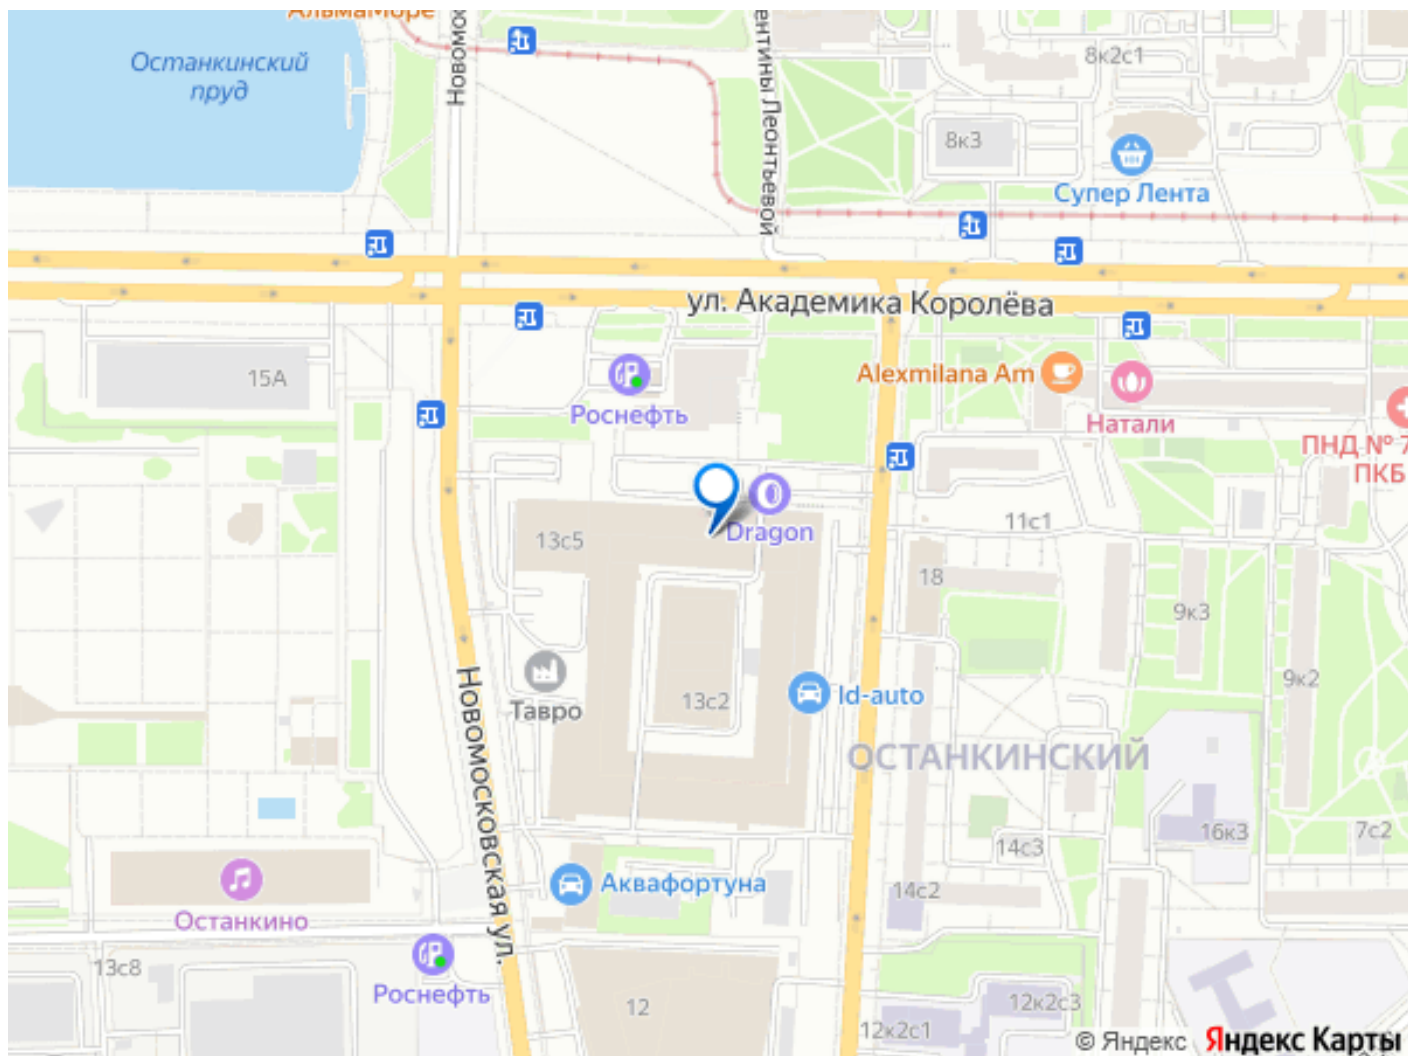 АльмаМоре
Останкинский
пруд
Новомо
ентины Леонтьевой
8к2с1
8к3
Супер Лента
ул. Академика Королёва
15А
Роснефть
Alexmilana Am
Натали
ПНД № 7
ПКБ
13с5
Dragon
11с1
18
9к3
9к2
13с2
Id-auto
Тавро
Новомосковская ул.
ОСТАНКИНСКИЙ
16к3
7с2
14с3
14с2
Аквафортуна
Останкино
13с8
Роснефть
12
12к2с3
12к2с1
© Яндекс Яндекс Карты